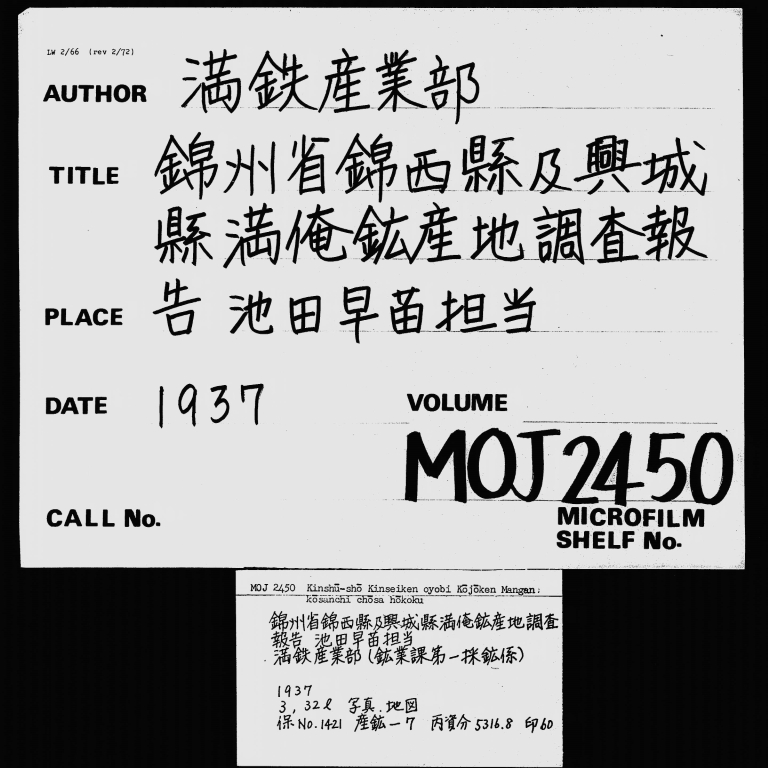 LW 2/66 (rev 2/72)
AUTHOR 満鉄産業部
TITLE 錦州省錦西縣及興城
縣満俺鉱産地調査報
PLACE 告 池田早苗担当
DATE 1937
VOLUME
MOJ 2450
CALL No.
MICROFILM
SHELF No.
MOJ 2450 Kinshū-shō Kinseiken oyobi Kōjōken Mangan
kōsanchi chōsa hōkoku
錦州省錦西縣及興城縣満俺鉱産地調査
報告 池田早苗担当
満鉄産業部(鉱業課第一採鉱係)
1937
3, 32ℓ 写真. 地図
保 No.1421 産鉱一7 丙資分 5316.8 印60